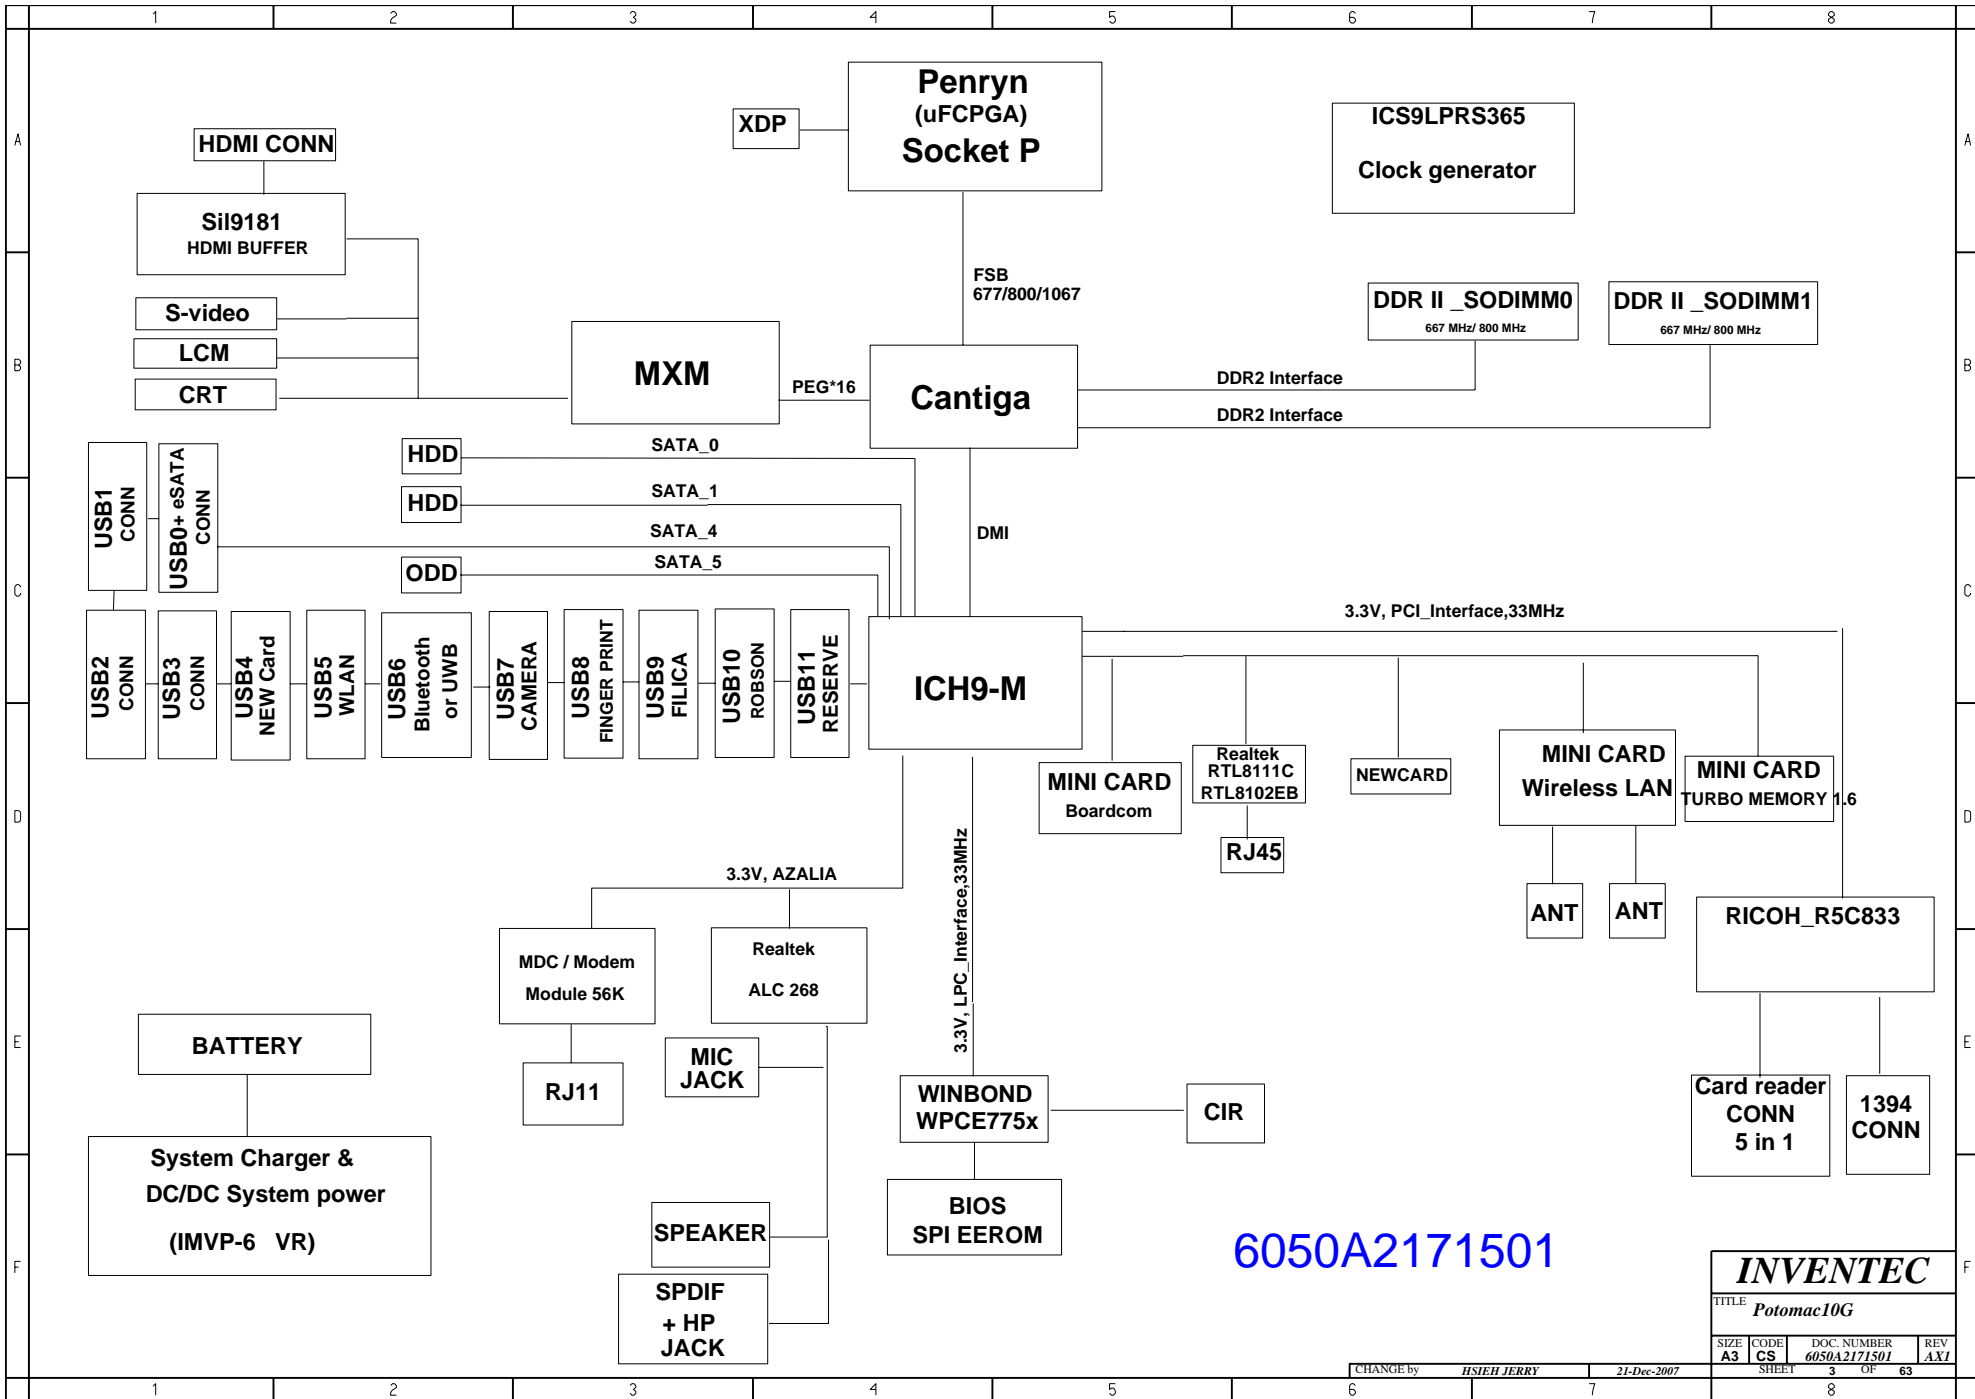 1 2 3 4 5 6 7 8
A
A
B
B
C
C
D
D
E
E
F
F
Penryn
(uFCPGA)
Socket P
XDP
ICS9LPRS365
Clock generator
HDMI CONN
SiI9181
HDMI BUFFER
S-video
LCM
CRT
FSB
677/800/1067
DDR II _SODIMM0
667 MHz/ 800 MHz
DDR II _SODIMM1
667 MHz/ 800 MHz
MXM
PEG*16
Cantiga
DDR2 Interface
DDR2 Interface
HDD
SATA_0
HDD
SATA_1
SATA_4
ODD
SATA_5
DMI
USB1
CONN
USB0+ eSATA
CONN
USB2
CONN
USB3
CONN
USB4
NEW Card
USB5
WLAN
USB6
Bluetooth
or UWB
USB7
CAMERA
USB8
FINGER PRINT
USB9
FILICA
USB10
ROBSON
USB11
RESERVE
ICH9-M
3.3V, PCI_Interface,33MHz
MINI CARD
Boardcom
Realtek
RTL8111C
RTL8102EB
RJ45
NEWCARD
MINI CARD
Wireless LAN
MINI CARD
TURBO MEMORY 1.6
ANT
ANT
RICOH_R5C833
3.3V, AZALIA
3.3V, LPC_Interface,33MHz
MDC / Modem
Module 56K
Realtek
ALC 268
RJ11
MIC
JACK
WINBOND
WPCE775x
CIR
Card reader
CONN
5 in 1
1394
CONN
BATTERY
System Charger &
DC/DC System power
(IMVP-6 VR)
SPEAKER
BIOS
SPI EEROM
SPDIF
+ HP
JACK
6050A2171501
INVENTEC
TITLE Potomac10G
SIZE CODE DOC. NUMBER REV
A3 CS 6050A2171501 AX1
CHANGE by HSIEH JERRY 21-Dec-2007 SHEET 3 OF 63
1 2 3 4 6 7 8